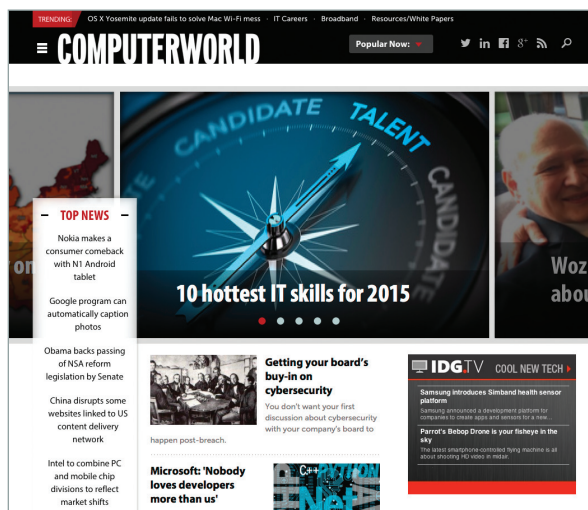 TRENDING: OS X Yosemite update fails to solve Mac Wi-Fi mess · IT Careers · Broadband · Resources/White Papers
COMPUTERWORLD
Popular Now:
CANDIDATE TALENT CANDIDATE
CANDIDATE
on
10 hottest IT skills for 2015
Woz
abou
– TOP NEWS –
Nokia makes a
consumer comeback
with N1 Android
tablet
Google program can
automatically caption
photos
Obama backs passing
of NSA reform
legislation by Senate
China disrupts some
websites linked to US
content delivery
network
Intel to combine PC
and mobile chip
divisions to reflect
market shifts
Getting your board's
buy-in on
cybersecurity
You don't want your first
discussion about cybersecurity
with your company's board to
happen post-breach.
Microsoft: 'Nobody
loves developers
more than us'
C++
PYTHON
Net
IDG.TV COOL NEW TECH
Samsung introduces Simband health sensor
platform
Samsung announced a development platform for
companies to create apps and sensors for a new...
Parrot's Bebop Drone is your fisheye in the
sky
The latest smartphone-controlled flying machine is all
about shooting HD video in midair.